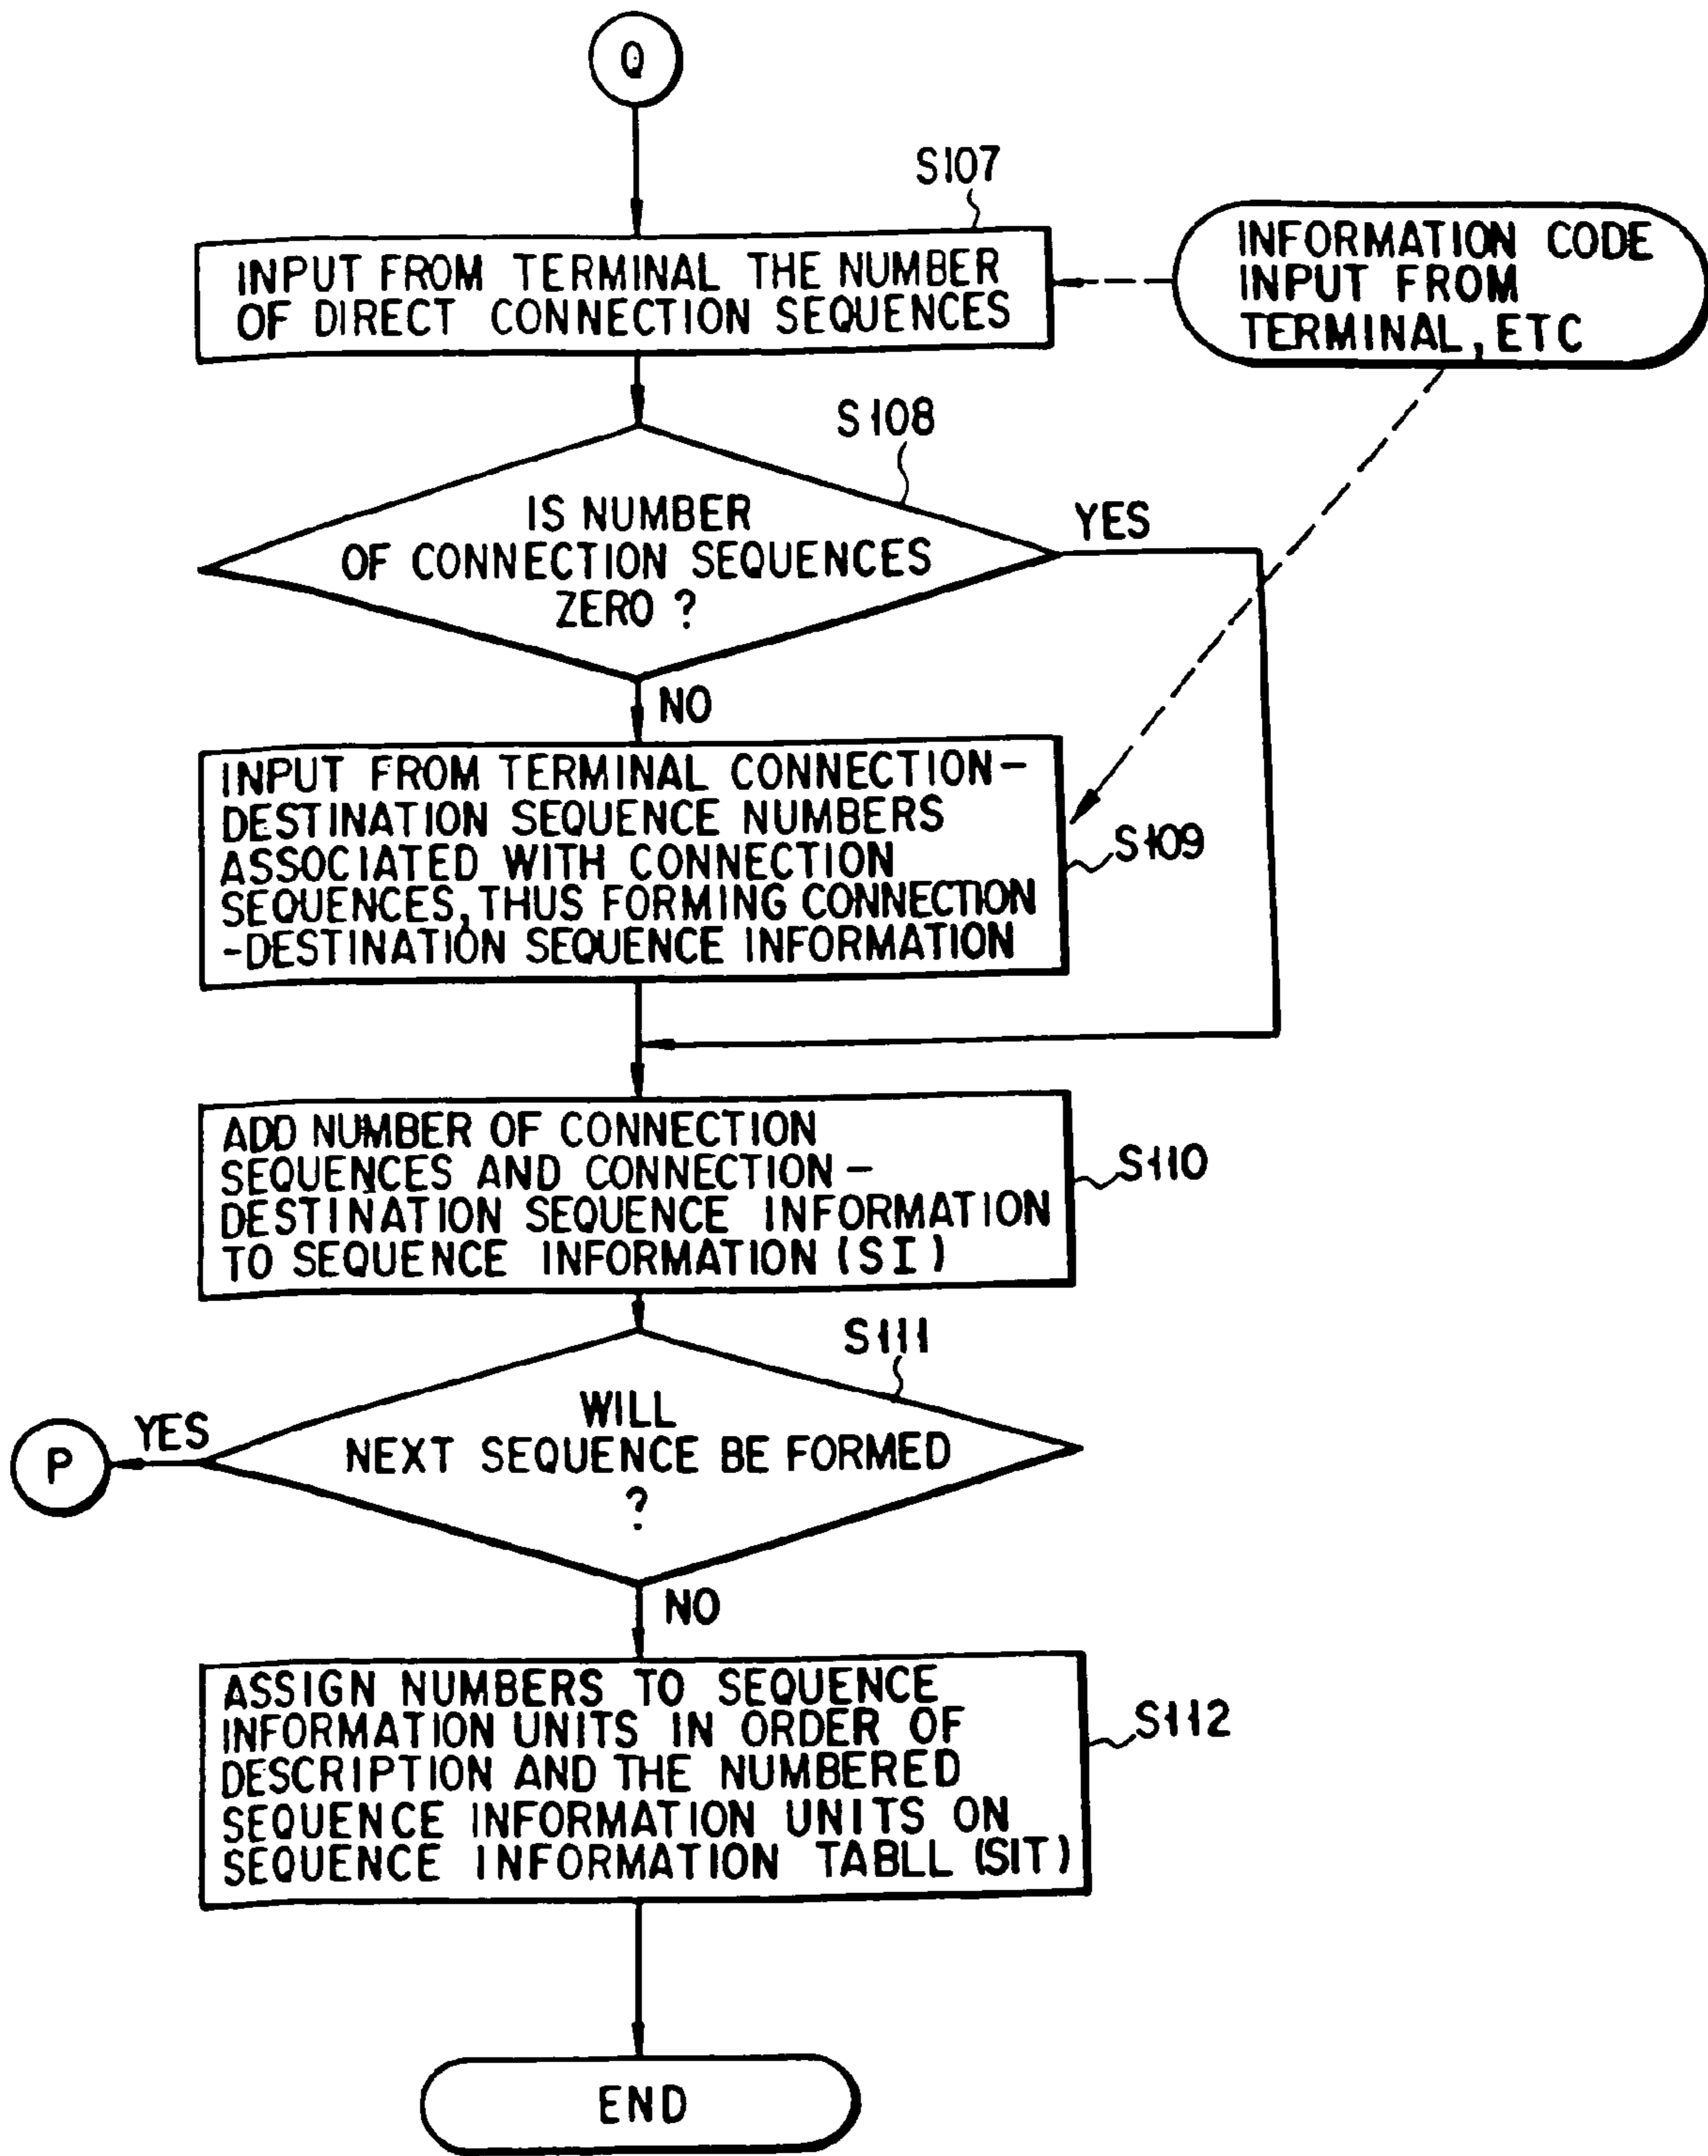 Q
S107
INPUT FROM TERMINAL THE NUMBER
OF DIRECT CONNECTION SEQUENCES
INFORMATION CODE
INPUT FROM
TERMINAL, ETC
S108
IS NUMBER
OF CONNECTION SEQUENCES
ZERO ?
YES
NO
INPUT FROM TERMINAL CONNECTION-
DESTINATION SEQUENCE NUMBERS
ASSOCIATED WITH CONNECTION
SEQUENCES, THUS FORMING CONNECTION
-DESTINATION SEQUENCE INFORMATION
S109
ADD NUMBER OF CONNECTION
SEQUENCES AND CONNECTION-
DESTINATION SEQUENCE INFORMATION
TO SEQUENCE INFORMATION (SI)
S110
S111
WILL
NEXT SEQUENCE BE FORMED
?
YES
P
NO
ASSIGN NUMBERS TO SEQUENCE
INFORMATION UNITS IN ORDER OF
DESCRIPTION AND THE NUMBERED
SEQUENCE INFORMATION UNITS ON
SEQUENCE INFORMATION TABLL (SIT)
S112
END